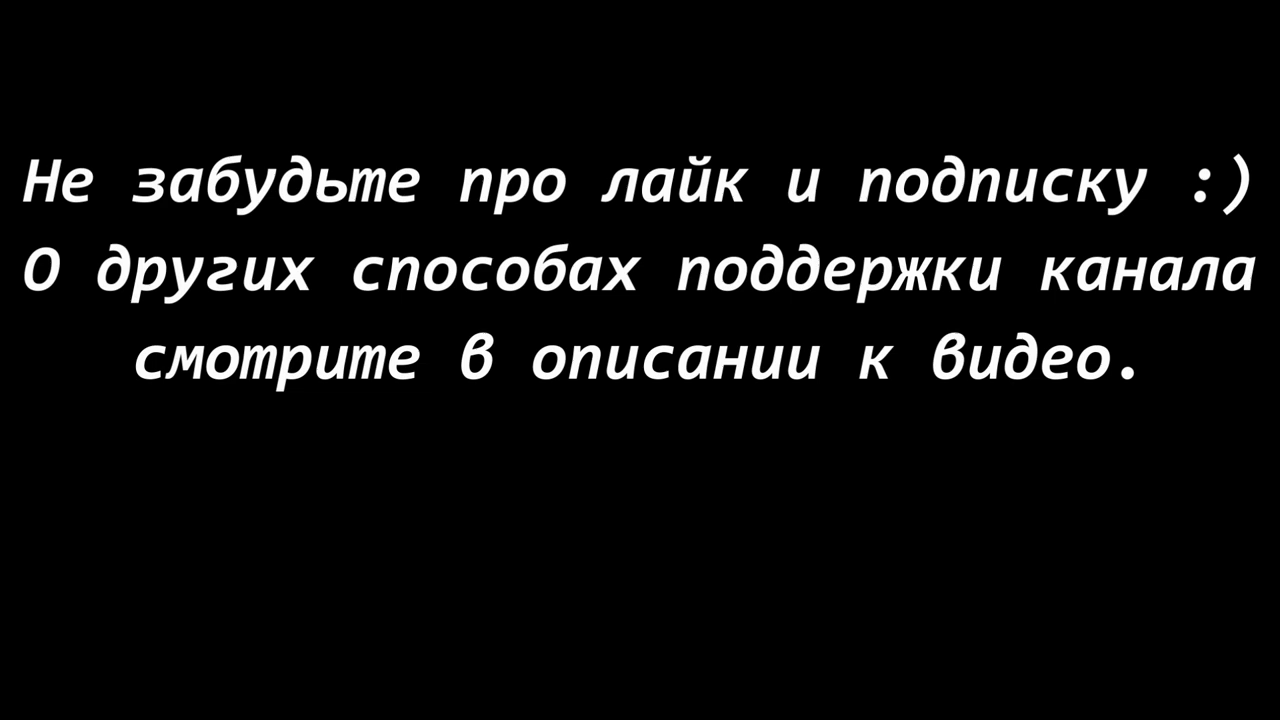 Не забудьте про лайк и подписку :)
О других способах поддержки канала
смотрите в описании к видео.